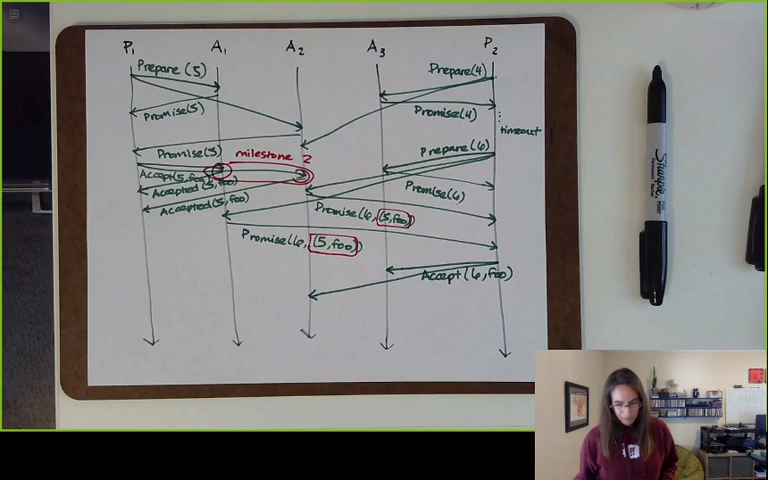 P1 A1 A2 A3 P2
Prepare (5)
Prepare(4)
Promise(5)
Promise(4)
timeout
Promise(5)
milestone 2
Prepare(6)
Accept(5,foo)
Accepted(5,foo)
Promise(6)
Accepted(5,foo)
Promise(6,(5,foo))
Promise(6,(5,foo))
Accept(6,foo)
Sharpie